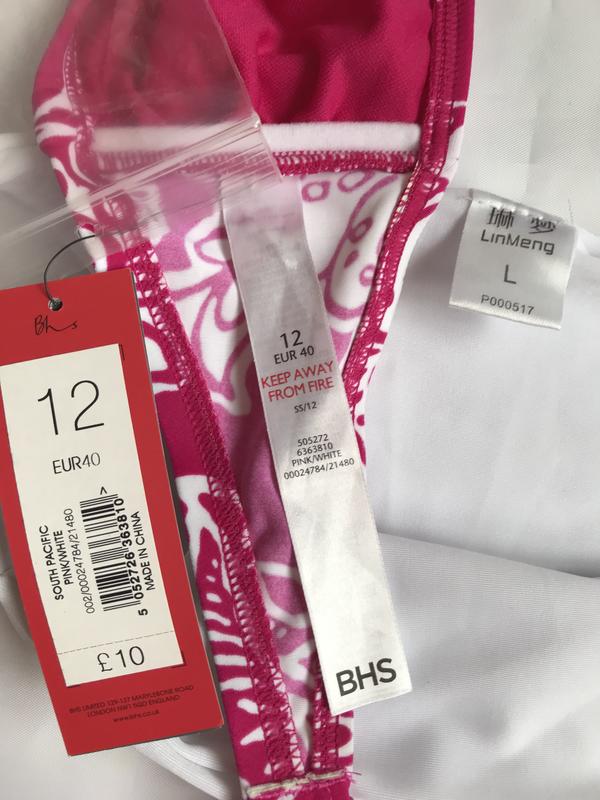 Bhs
12
EUR40
SOUTH PACIFIC
PINK/WHITE
002/00024784/21480
5 052726 363810 >
MADE IN CHINA
£10
BHS LIMITED 129-137 MARYLEBONE ROAD
LONDON NW1 5QD ENGLAND
www.bhs.co.uk
12
EUR 40
KEEP AWAY
FROM FIRE
SS/12
505272
6363810
PINK/WHITE
00024784/21480
BHS
LinMeng
L
P000517